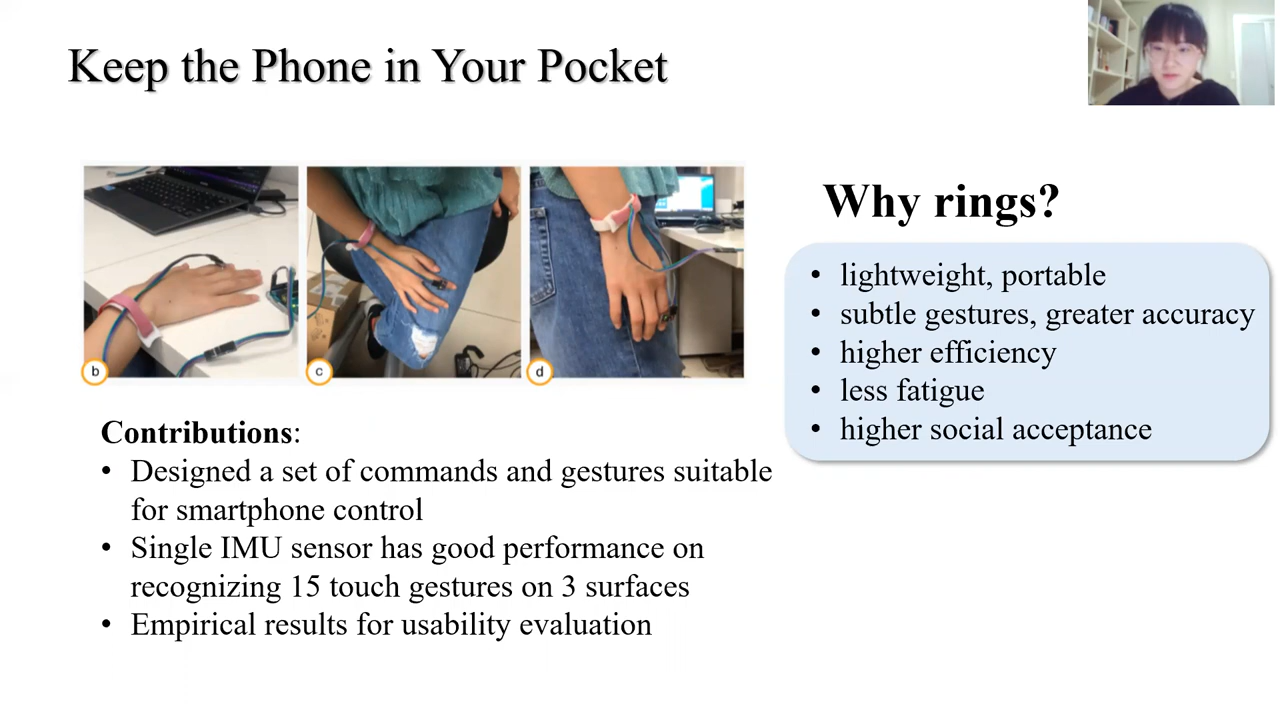 Keep the Phone in Your Pocket
b
c
d
Why rings?
• lightweight, portable
• subtle gestures, greater accuracy
• higher efficiency
• less fatigue
• higher social acceptance
Contributions:
• Designed a set of commands and gestures suitable
for smartphone control
• Single IMU sensor has good performance on
recognizing 15 touch gestures on 3 surfaces
• Empirical results for usability evaluation